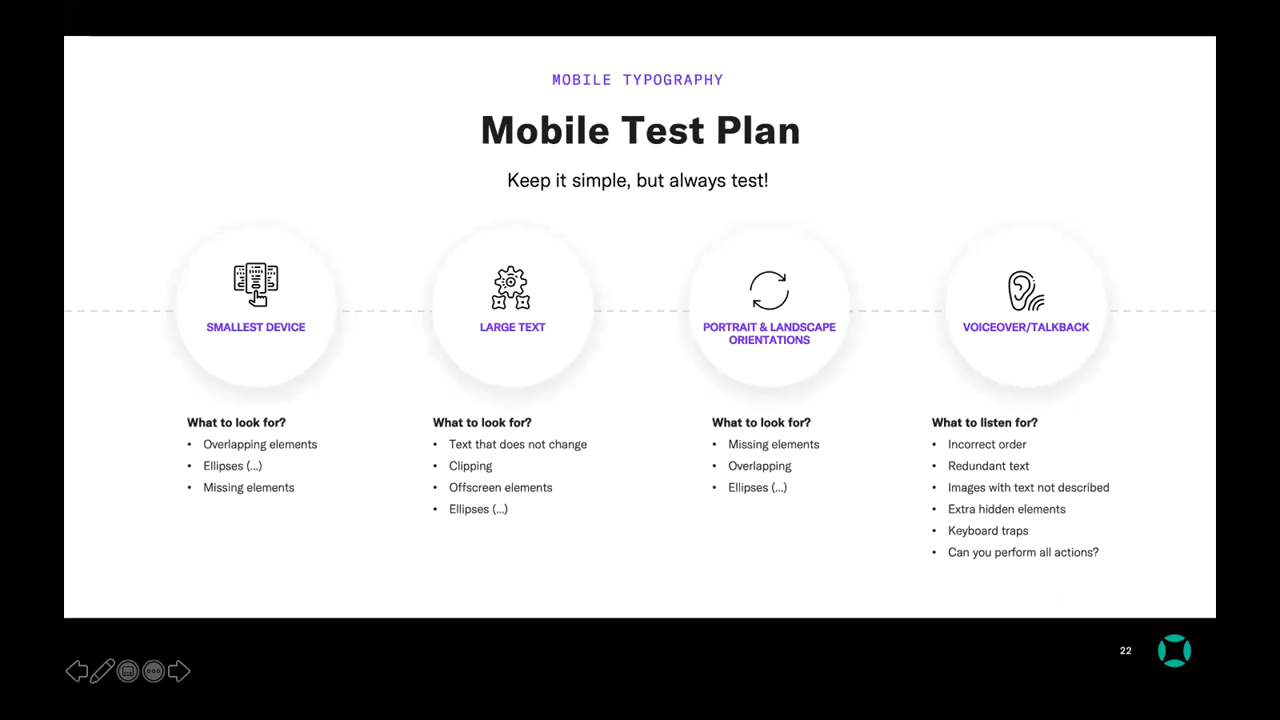 MOBILE TYPOGRAPHY
Mobile Test Plan
Keep it simple, but always test!
SMALLEST DEVICE
What to look for?
• Overlapping elements
• Ellipses (...)
• Missing elements
LARGE TEXT
What to look for?
• Text that does not change
• Clipping
• Offscreen elements
• Ellipses (...)
PORTRAIT & LANDSCAPE
ORIENTATIONS
What to look for?
• Missing elements
• Overlapping
• Ellipses (...)
VOICEOVER/TALKBACK
What to listen for?
• Incorrect order
• Redundant text
• Images with text not described
• Extra hidden elements
• Keyboard traps
• Can you perform all actions?
22